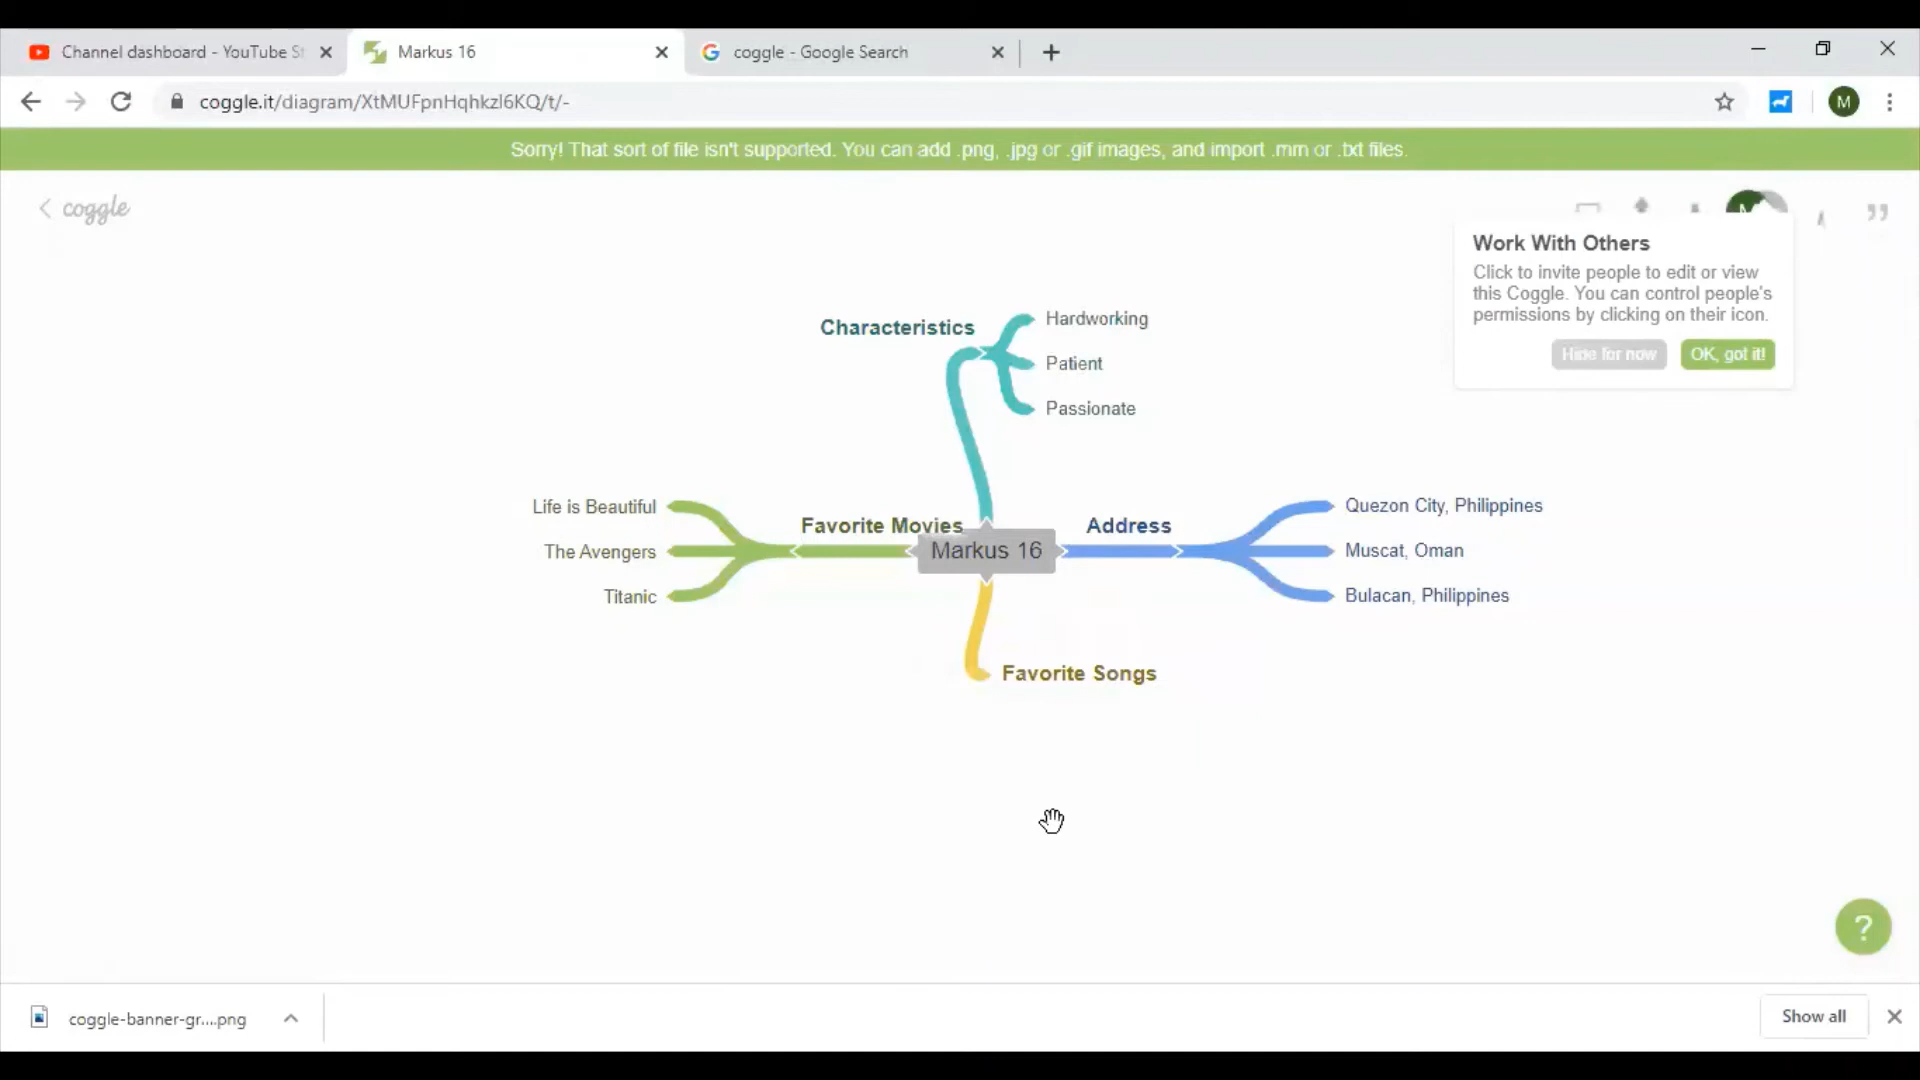 Channel dashboard - YouTube St
Markus 16
coggle - Google Search
coggle.it/diagram/XtMUFpnHqhkzl6KQ/t/-
M
Sorry! That sort of file isn't supported. You can add .png, .jpg or .gif images, and import .mm or .txt files.
coggle
Work With Others
Click to invite people to edit or view
this Coggle. You can control people's
permissions by clicking on their icon.
Hide for now
OK, got it!
Characteristics
Hardworking
Patient
Passionate
Life is Beautiful
The Avengers
Titanic
Favorite Movies
Markus 16
Address
Quezon City, Philippines
Muscat, Oman
Bulacan, Philippines
Favorite Songs
?
coggle-banner-gr....png
Show all